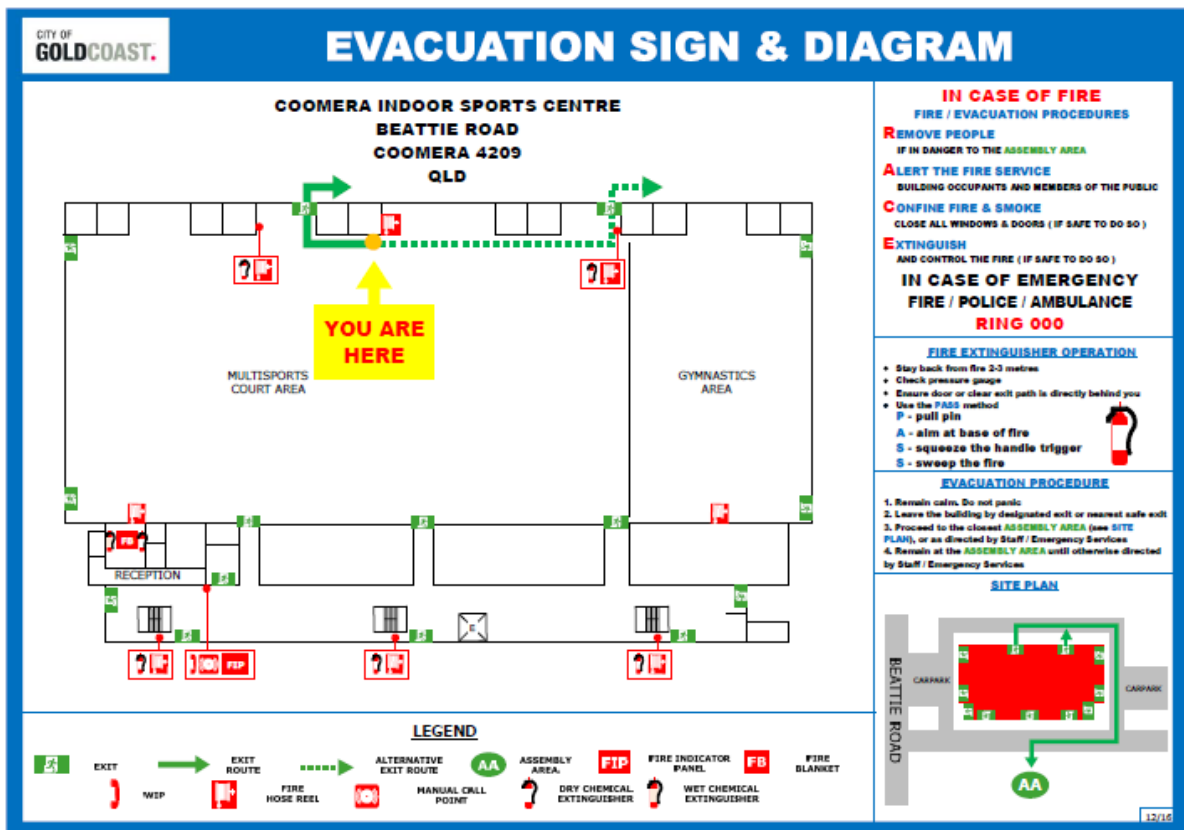 CITY OF
GOLDCOAST.
EVACUATION SIGN & DIAGRAM
COOMERA INDOOR SPORTS CENTRE
BEATTIE ROAD
COOMERA 4209
QLD
YOU ARE
HERE
MULTISPORTS
COURT AREA
GYMNASTICS
AREA
FB
RECEPTION
E
FIP
IN CASE OF FIRE
FIRE / EVACUATION PROCEDURES
REMOVE PEOPLE
IF IN DANGER TO THE ASSEMBLY AREA
ALERT THE FIRE SERVICE
BUILDING OCCUPANTS AND MEMBERS OF THE PUBLIC
CONFINE FIRE & SMOKE
CLOSE ALL WINDOWS & DOORS ( IF SAFE TO DO SO )
EXTINGUISH
AND CONTROL THE FIRE ( IF SAFE TO DO SO )
IN CASE OF EMERGENCY
FIRE / POLICE / AMBULANCE
RING 000
FIRE EXTINGUISHER OPERATION
• Stay back from fire 2-3 metres
• Check pressure gauge
• Ensure door or clear exit path is directly behind you
• Use the PASS method
P - pull pin
A - aim at base of fire
S - squeeze the handle trigger
S - sweep the fire
EVACUATION PROCEDURE
1. Remain calm. Do not panic
2. Leave the building by designated exit or nearest safe exit
3. Proceed to the closest ASSEMBLY AREA (see SITE
PLAN), or as directed by Staff / Emergency Services
4. Remain at the ASSEMBLY AREA until otherwise directed
by Staff / Emergency Services
SITE PLAN
BEATTIE ROAD
CARPARK
CARPARK
AA
12/16
LEGEND
EXIT
EXIT
ROUTE
ALTERNATIVE
EXIT ROUTE
AA
ASSEMBLY
AREA.
FIP
FIRE INDICATOR
PANEL
FB
FIRE
BLANKET
WIP
FIRE
HOSE REEL
MANUAL CALL
POINT
DRY CHEMICAL
EXTINGUISHER
WET CHEMICAL
EXTINGUISHER